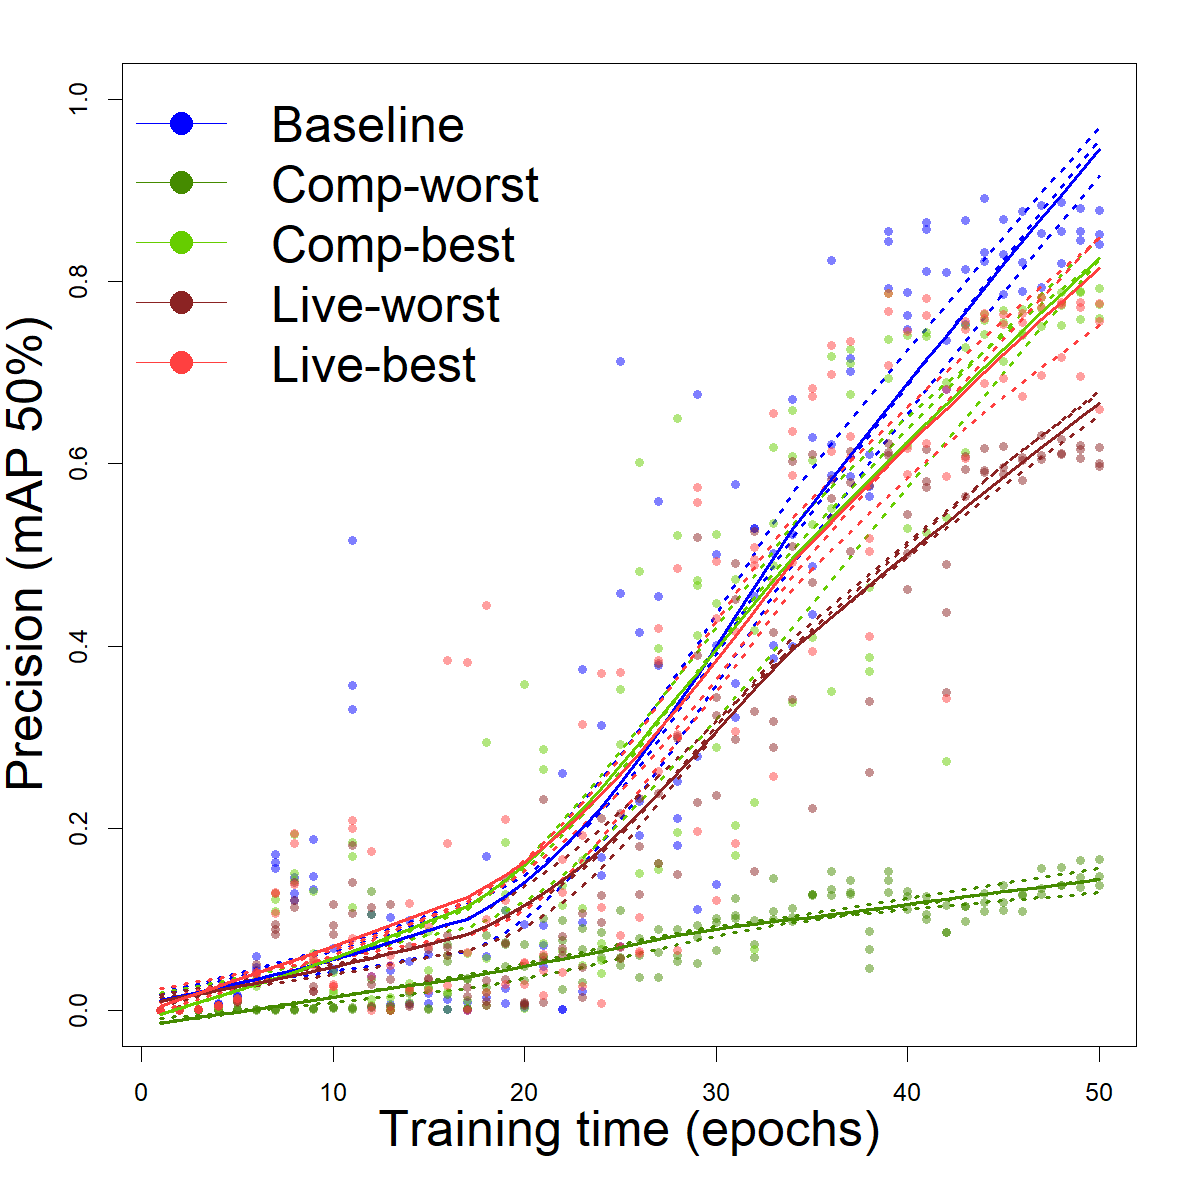 Baseline
Comp-worst
Comp-best
Live-worst
Live-best
Precision (mAP 50%)
1.0
0.8
0.6
0.4
0.2
0.0
0 10 20 30 40 50
Training time (epochs)